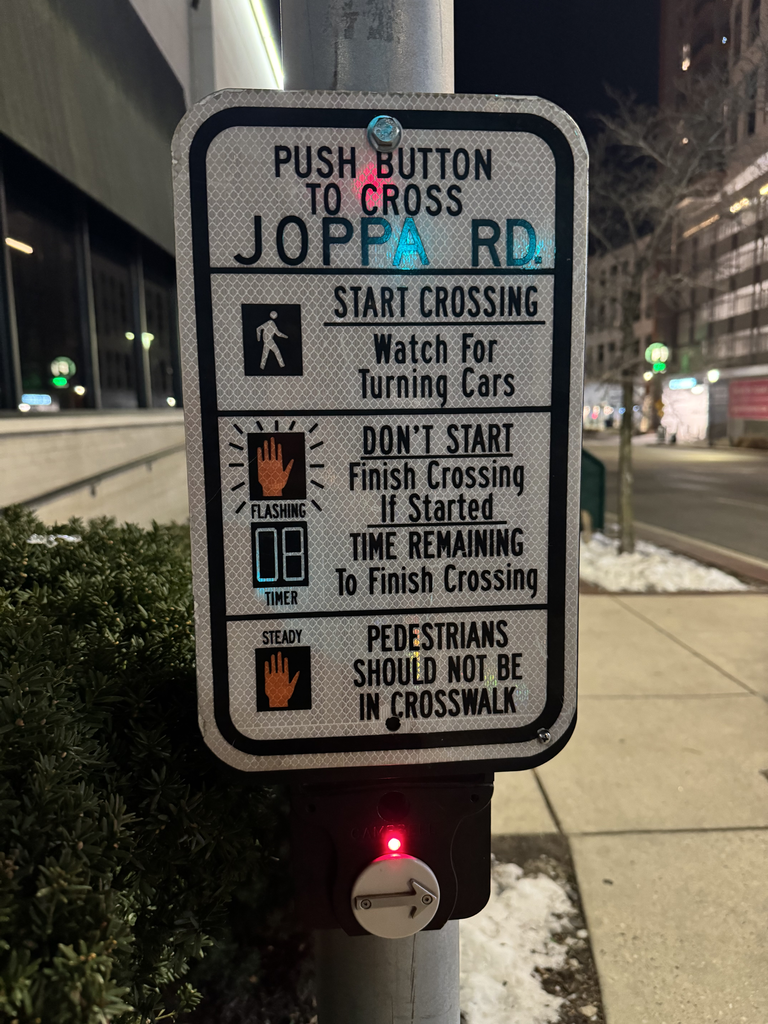 PUSH BUTTON
TO CROSS
JOPPA RD.
START CROSSING
Watch For
Turning Cars
DON'T START
Finish Crossing
If Started
FLASHING
TIME REMAINING
To Finish Crossing
TIMER
STEADY
PEDESTRIANS
SHOULD NOT BE
IN CROSSWALK